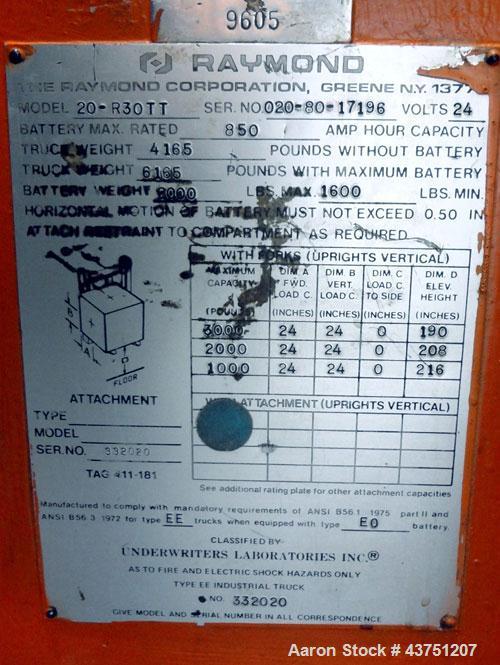 9605
RAYMOND
THE RAYMOND CORPORATION, GREENE N.Y. 1377
MODEL 20-R30TT SER. NO. 020-80-17196 VOLTS 24
BATTERY MAX. RATED 850 AMP HOUR CAPACITY
TRUCK WEIGHT 4165 POUNDS WITHOUT BATTERY
TRUCK WEIGHT 6165 POUNDS WITH MAXIMUM BATTERY
BATTERY WEIGHT 2000 LBS. MAX. 1600 LBS. MIN.
HORIZONTAL MOTION OF BATTERY MUST NOT EXCEED 0.50 IN
ATTACH RESTRAINT TO COMPARTMENT AS REQUIRED
WITH FORKS (UPRIGHTS VERTICAL)
MAXIMUM DIM A DIM. B DIM. C DIM. D
CAPACITY FWD. VERT. LOAD C. ELEV.
LOAD C. LOAD C. TO SIDE HEIGHT
(POUNDS) (INCHES) (INCHES) (INCHES) (INCHES)
3000 24 24 0 190
2000 24 24 0 208
1000 24 24 0 216
B
A
D
FLOOR
ATTACHMENT
ATTACHMENT (UPRIGHTS VERTICAL)
TYPE
MODEL
SER. NO. 332020
TAG 411-181
See additional rating plate for other attachment capacities
Manufactured to comply with mandatory requirements of ANSI B56.1 1975 part II and
ANSI B56.3 1972 for type EE trucks when equipped with type EO battery.
CLASSIFIED BY
UNDERWRITERS LABORATORIES INC.®
AS TO FIRE AND ELECTRIC SHOCK HAZARDS ONLY
TYPE EE INDUSTRIAL TRUCK
NO. 332020
GIVE MODEL AND SERIAL NUMBER IN ALL CORRESPONDENCE
Aaron Stock # 43751207